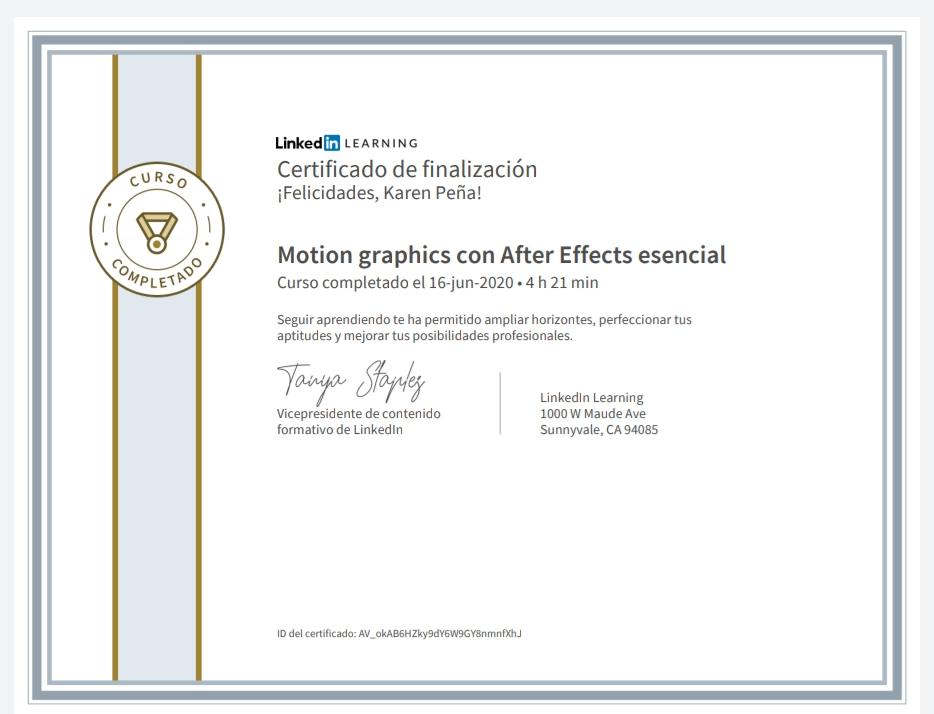 CURSO
COMPLETADO
Linked in LEARNING
Certificado de finalización
¡Felicidades, Karen Peña!
Motion graphics con After Effects esencial
Curso completado el 16-jun-2020 • 4 h 21 min
Seguir aprendiendo te ha permitido ampliar horizontes, perfeccionar tus
aptitudes y mejorar tus posibilidades profesionales.
Tanya Staples
Vicepresidente de contenido
formativo de LinkedIn
LinkedIn Learning
1000 W Maude Ave
Sunnyvale, CA 94085
ID del certificado: AV_okAB6HZky9dY6W9GY8nmnfXhJ